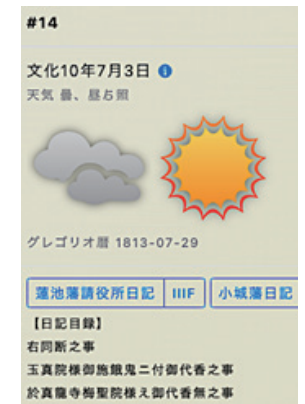 #14
文化10年7月3日
天気 曇、昼ゟ照
グレゴリオ暦 1813-07-29
蓮池藩請役所日記 IIIF 小城藩日記
【日記目録】
右同断之事
玉真院様御施餓鬼ニ付御代香之事
於真龍寺梅聖院様え御代香無之事